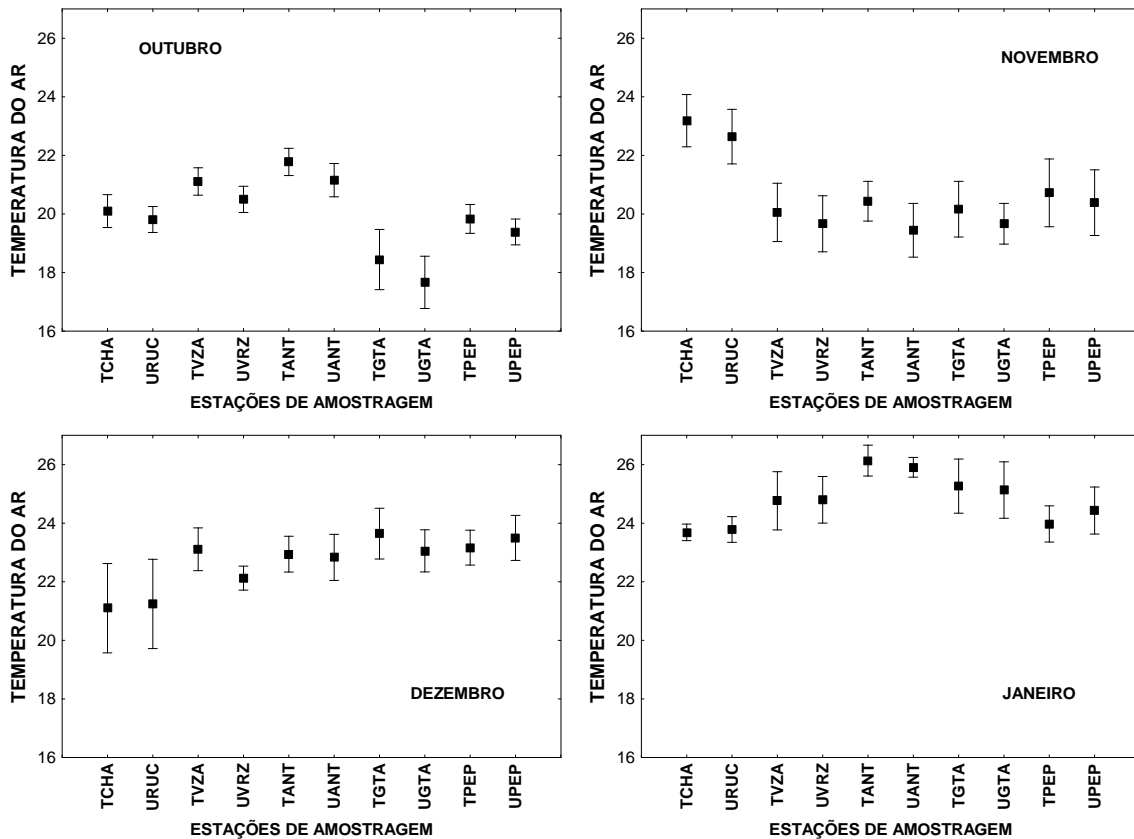 OUTUBRO
TEMPERATURA DO AR
26
24
22
20
18
16
TCHA
URUC
TVZA
UVRZ
TANT
UANT
TGTA
UGTA
TPEP
UPEP
ESTAÇÕES DE AMOSTRAGEM
NOVEMBRO
TEMPERATURA DO AR
26
24
22
20
18
16
TCHA
URUC
TVZA
UVRZ
TANT
UANT
TGTA
UGTA
TPEP
UPEP
ESTAÇÕES DE AMOSTRAGEM
DEZEMBRO
TEMPERATURA DO AR
26
24
22
20
18
16
TCHA
URUC
TVZA
UVRZ
TANT
UANT
TGTA
UGTA
TPEP
UPEP
ESTAÇÕES DE AMOSTRAGEM
JANEIRO
TEMPERATURA DO AR
26
24
22
20
18
16
TCHA
URUC
TVZA
UVRZ
TANT
UANT
TGTA
UGTA
TPEP
UPEP
ESTAÇÕES DE AMOSTRAGEM